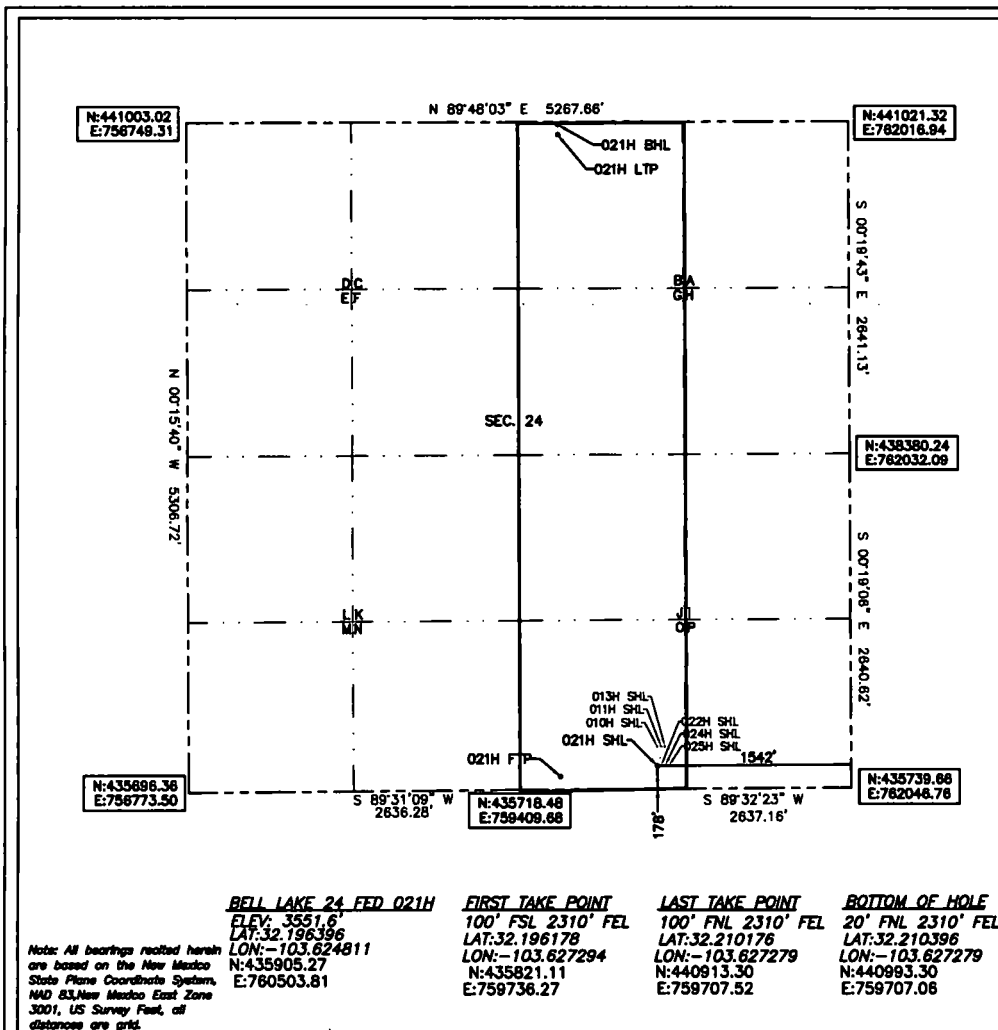 N 89°48'03" E 5267.66'
N:441003.02
E:756749.31
N:441021.32
E:762016.94
021H BHL
021H LTP
S 00°19'43" E 2641.13'
D C
E F
B A
G H
N 00°15'40" W 5306.72'
SEC. 24
N:438380.24
E:762032.09
S 00°19'06" E 2640.62'
L K
M N
J I
O P
013H SHL
011H SHL
010H SHL
021H SHL
022H SHL
024H SHL
025H SHL
1542'
021H FTP
178'
N:435696.36
E:756773.50
S 89°31'09" W
2636.28'
N:435718.48
E:759409.66
S 89°32'23" W
2637.16'
N:435739.66
E:762046.76
BELL LAKE 24 FED 021H
ELEV: 3551.6'
LAT:32.196396
LON:-103.624811
N:435905.27
E:760503.81
FIRST TAKE POINT
100' FSL 2310' FEL
LAT:32.196178
LON:-103.627294
N:435821.11
E:759736.27
LAST TAKE POINT
100' FNL 2310' FEL
LAT:32.210176
LON:-103.627279
N:440913.30
E:759707.52
BOTTOM OF HOLE
20' FNL 2310' FEL
LAT:32.210396
LON:-103.627279
N:440993.30
E:759707.06
Note: All bearings recited herein
are based on the New Mexico
State Plane Coordinate System,
NAD 83,New Mexico East Zone
3001, US Survey Feet, all
distances are grid.